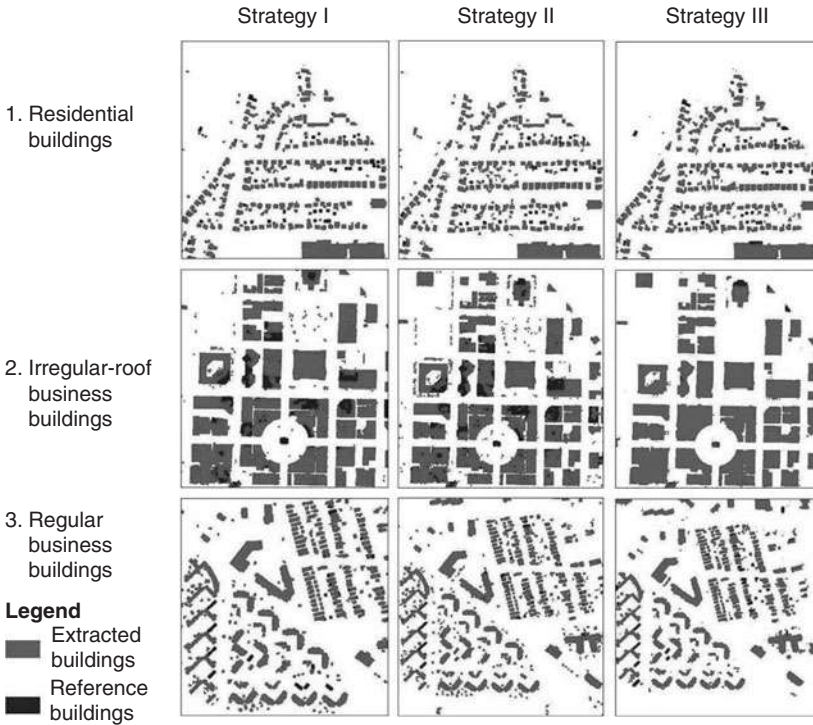 Strategy I
Strategy II
Strategy III
1. Residential
buildings
2. Irregular-roof
business
buildings
3. Regular
business
buildings
Legend
Extracted
buildings
Reference
buildings